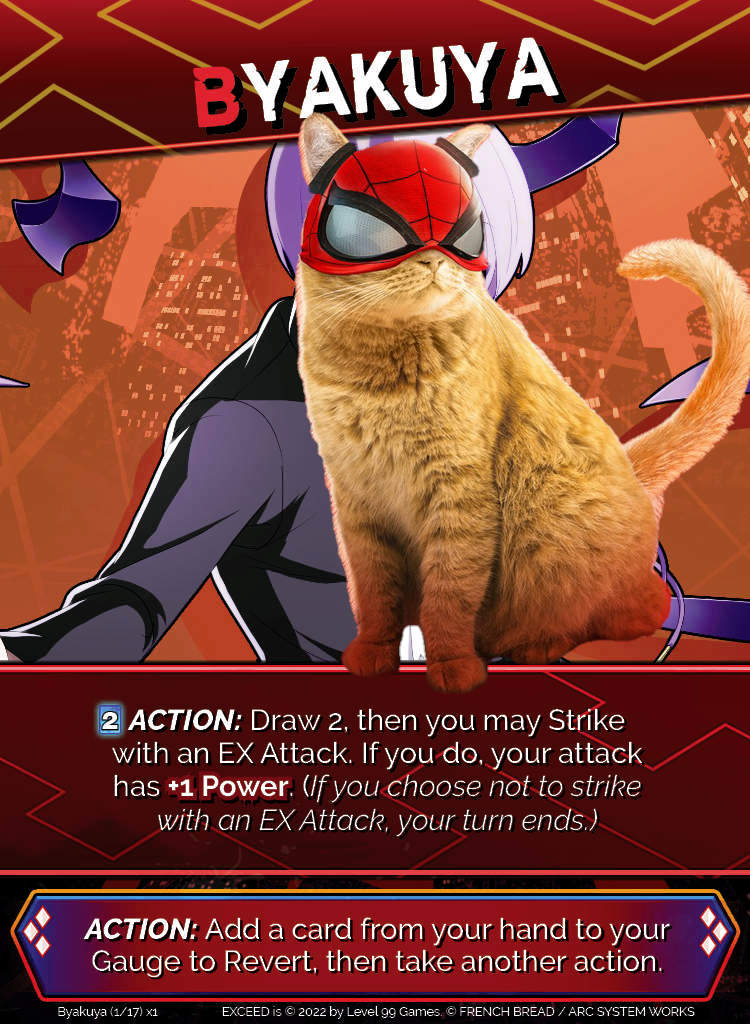 BYAKUYA
2 ACTION: Draw 2, then you may Strike
with an EX Attack. If you do, your attack
has +1 Power. (If you choose not to strike
with an EX Attack, your turn ends.)
ACTION: Add a card from your hand to your
Gauge to Revert, then take another action.
Byakuya (1/17) x1 EXCEED is © 2022 by Level 99 Games. © FRENCH BREAD / ARC SYSTEM WORKS